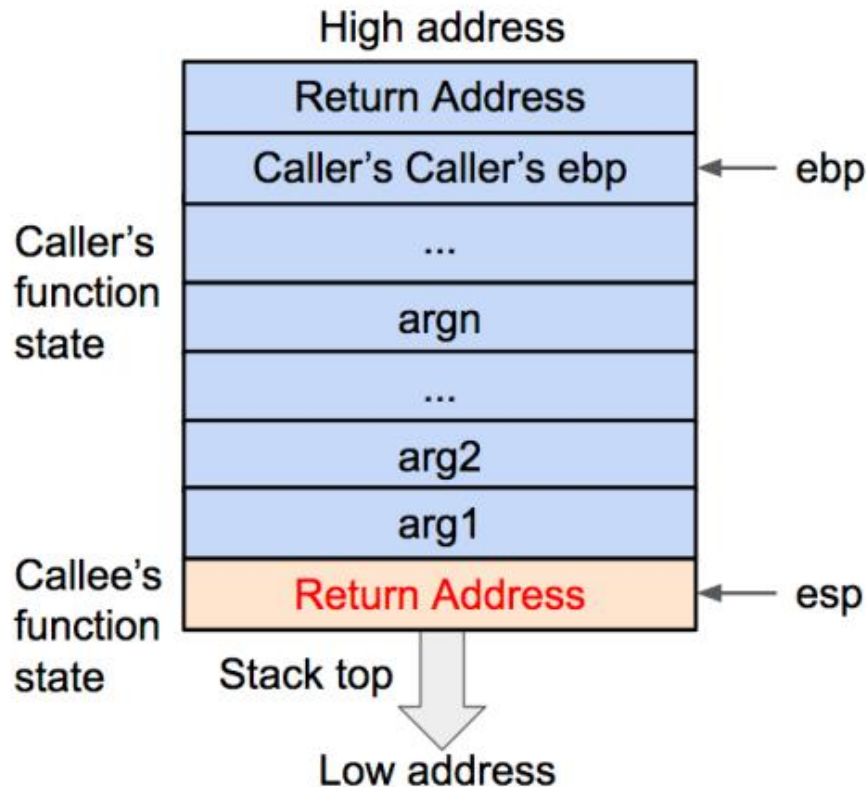 High address
Return Address
Caller's Caller's ebp
ebp
...
Caller's
function
state
argn
...
arg2
arg1
Callee's
function
state
Return Address
esp
Stack top
Low address